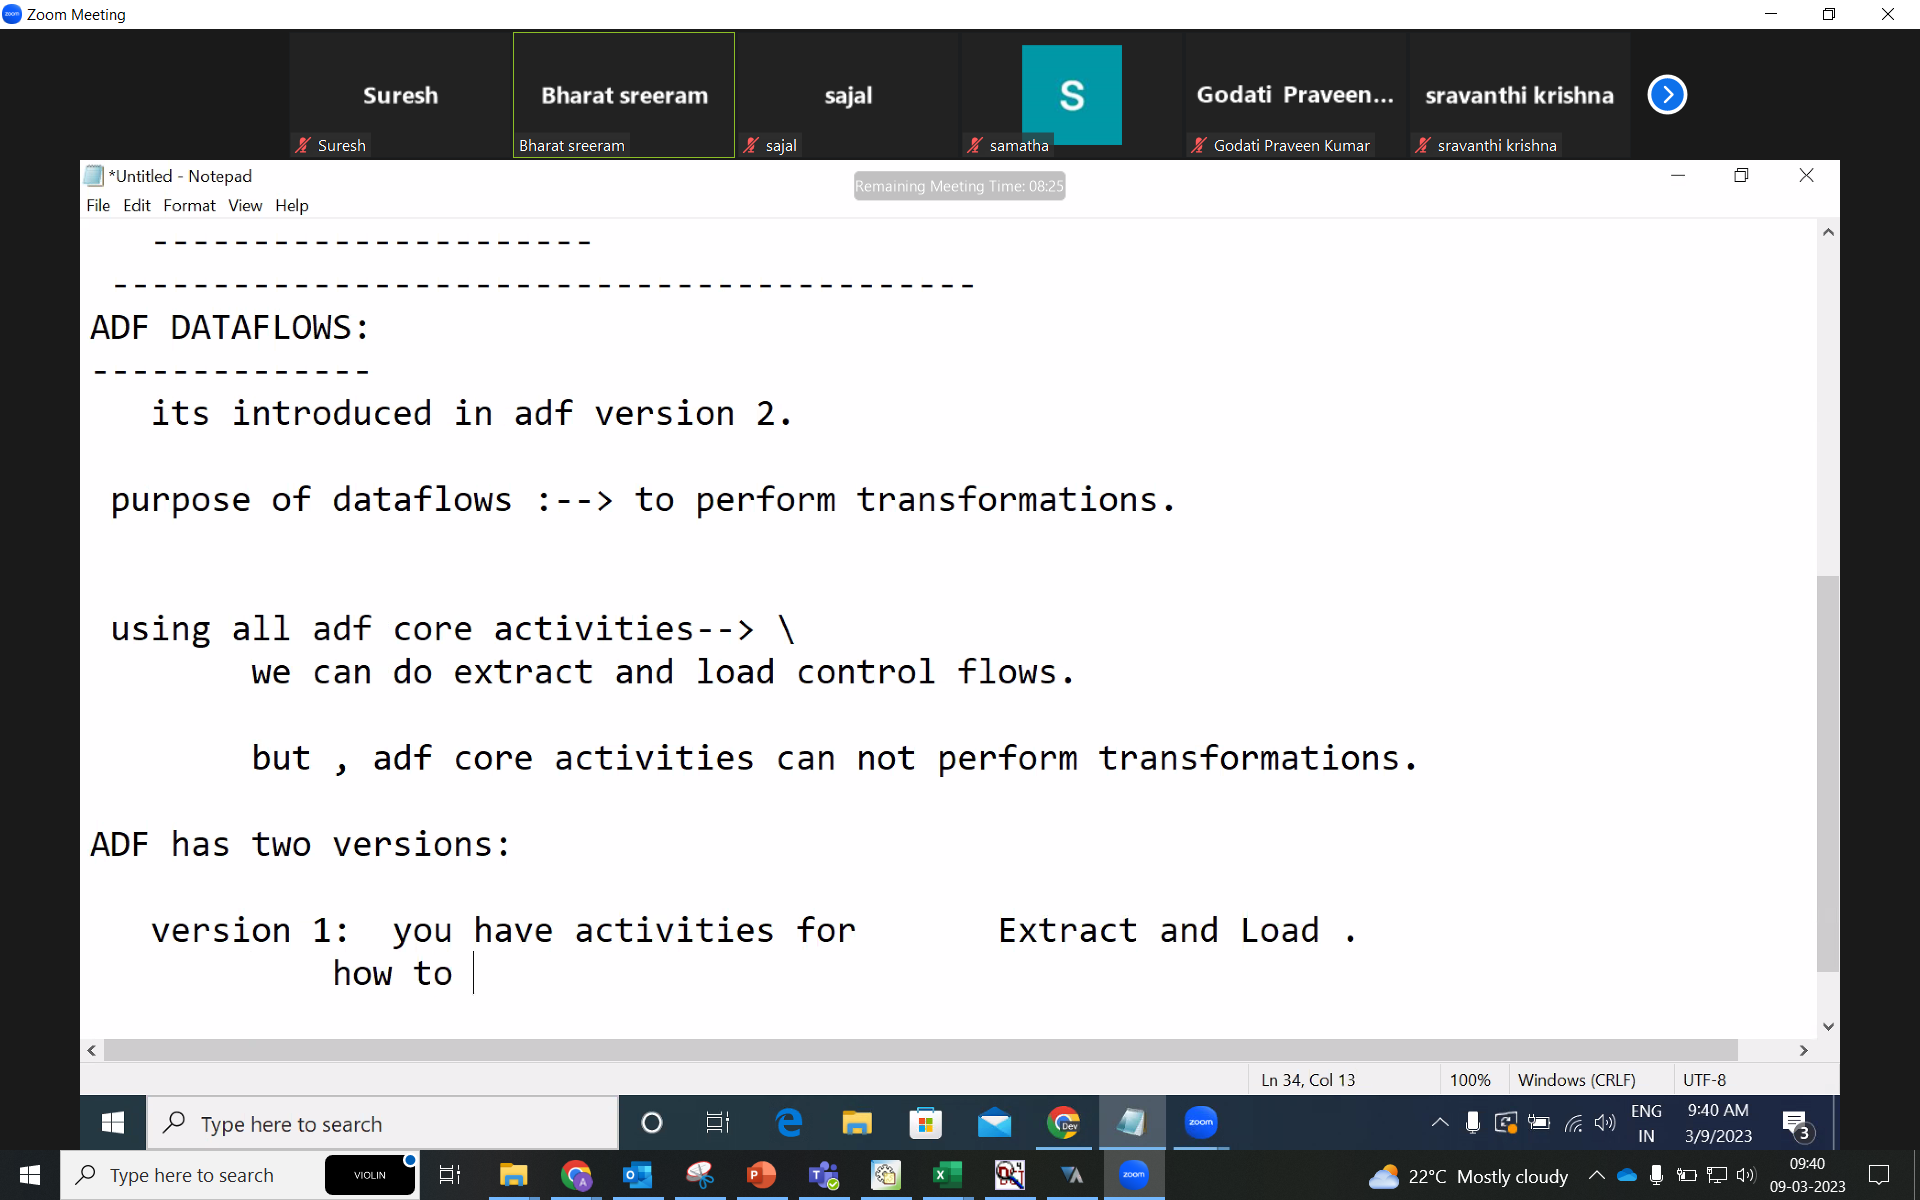 Zoom Meeting
Suresh
Bharat sreeram
sajal
S
Godati Praveen...
sravanthi krishna
Suresh
Bharat sreeram
sajal
samatha
Godati Praveen Kumar
sravanthi krishna
*Untitled - Notepad
Remaining Meeting Time: 08:25
File Edit Format View Help
----------------------
-------------------------------------------
ADF DATAFLOWS:
--------------
its introduced in adf version 2.
purpose of dataflows :--> to perform transformations.
using all adf core activities--> \
we can do extract and load control flows.
but , adf core activities can not perform transformations.
ADF has two versions:
version 1: you have activities for Extract and Load .
how to
Ln 34, Col 13
100%
Windows (CRLF)
UTF-8
Type here to search
Dev
zoom
ENG
IN
9:40 AM
3/9/2023
3
Type here to search
VIOLIN
zoom
22°C Mostly cloudy
09:40
09-03-2023